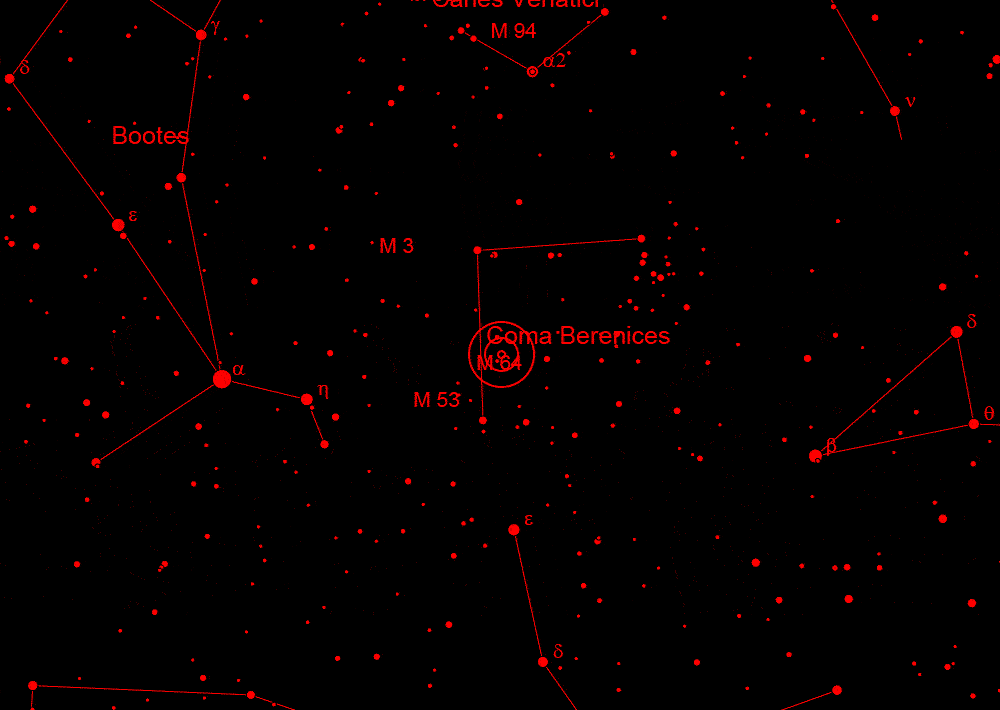 Canes Venatici
M 94
γ
α2
δ
ν
Bootes
ε
M 3
δ
Coma Berenices
M 64
α
η
M 53
θ
β
ε
δ